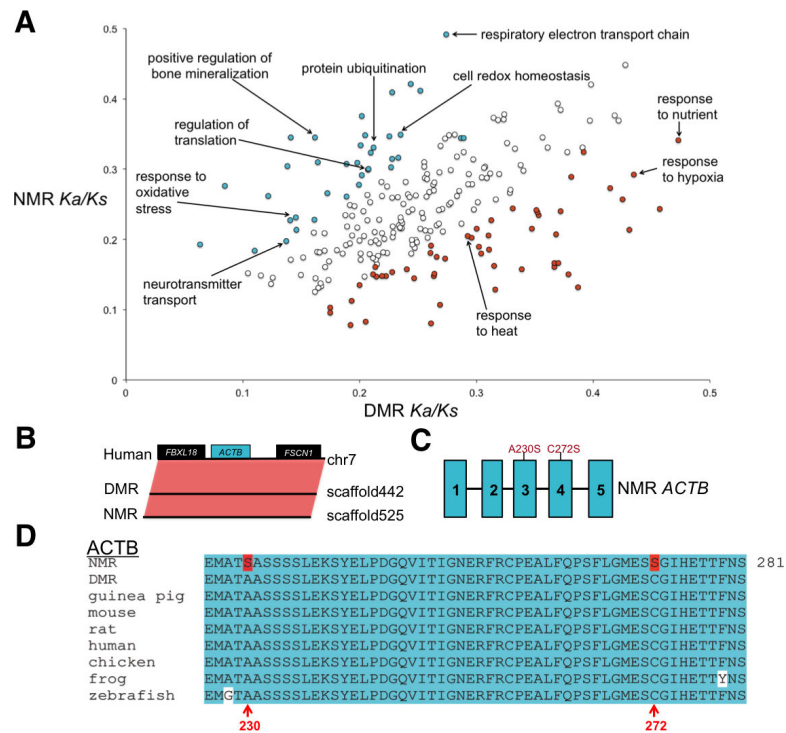 A
0.5
0.4
0.3
0.2
0.1
0
NMR Ka/Ks
respiratory electron transport chain
positive regulation of
bone mineralization
protein ubiquitination
cell redox homeostasis
regulation of
translation
response to
oxidative
stress
neurotransmitter
transport
response
to nutrient
response
to hypoxia
response
to heat
0 0.1 0.2 0.3 0.4 0.5
DMR Ka/Ks
B
Human FBXL18 ACTB FSCN1 chr7
DMR scaffold442
NMR scaffold525
C
A230S C272S
1 2 3 4 5 NMR ACTB
D
ACTB
NMR EMATSASSSSLEKSYELPDGQVITIGNERFRCPEALFQPSFLGMESSGIHETTFNS 281
DMR EMATAASSSSLEKSYELPDGQVITIGNERFRCPEALFQPSFLGMESCGIHETTFNS
guinea pig EMATAASSSSLEKSYELPDGQVITIGNERFRCPEALFQPSFLGMESCGIHETTFNS
mouse EMATAASSSSLEKSYELPDGQVITIGNERFRCPEALFQPSFLGMESCGIHETTFNS
rat EMATAASSSSLEKSYELPDGQVITIGNERFRCPEALFQPSFLGMESCGIHETTFNS
human EMATAASSSSLEKSYELPDGQVITIGNERFRCPEALFQPSFLGMESCGIHETTFNS
chicken EMATAASSSSLEKSYELPDGQVITIGNERFRCPEALFQPSFLGMESCGIHETTFNS
frog EMATAASSSSLEKSYELPDGQVITIGNERFRCPEALFQPSFLGMESCGIHETTYNS
zebrafish EMGTAASSSSLEKSYELPDGQVITIGNERFRCPEALFQPSFLGMESCGIHETTFNS
230 272